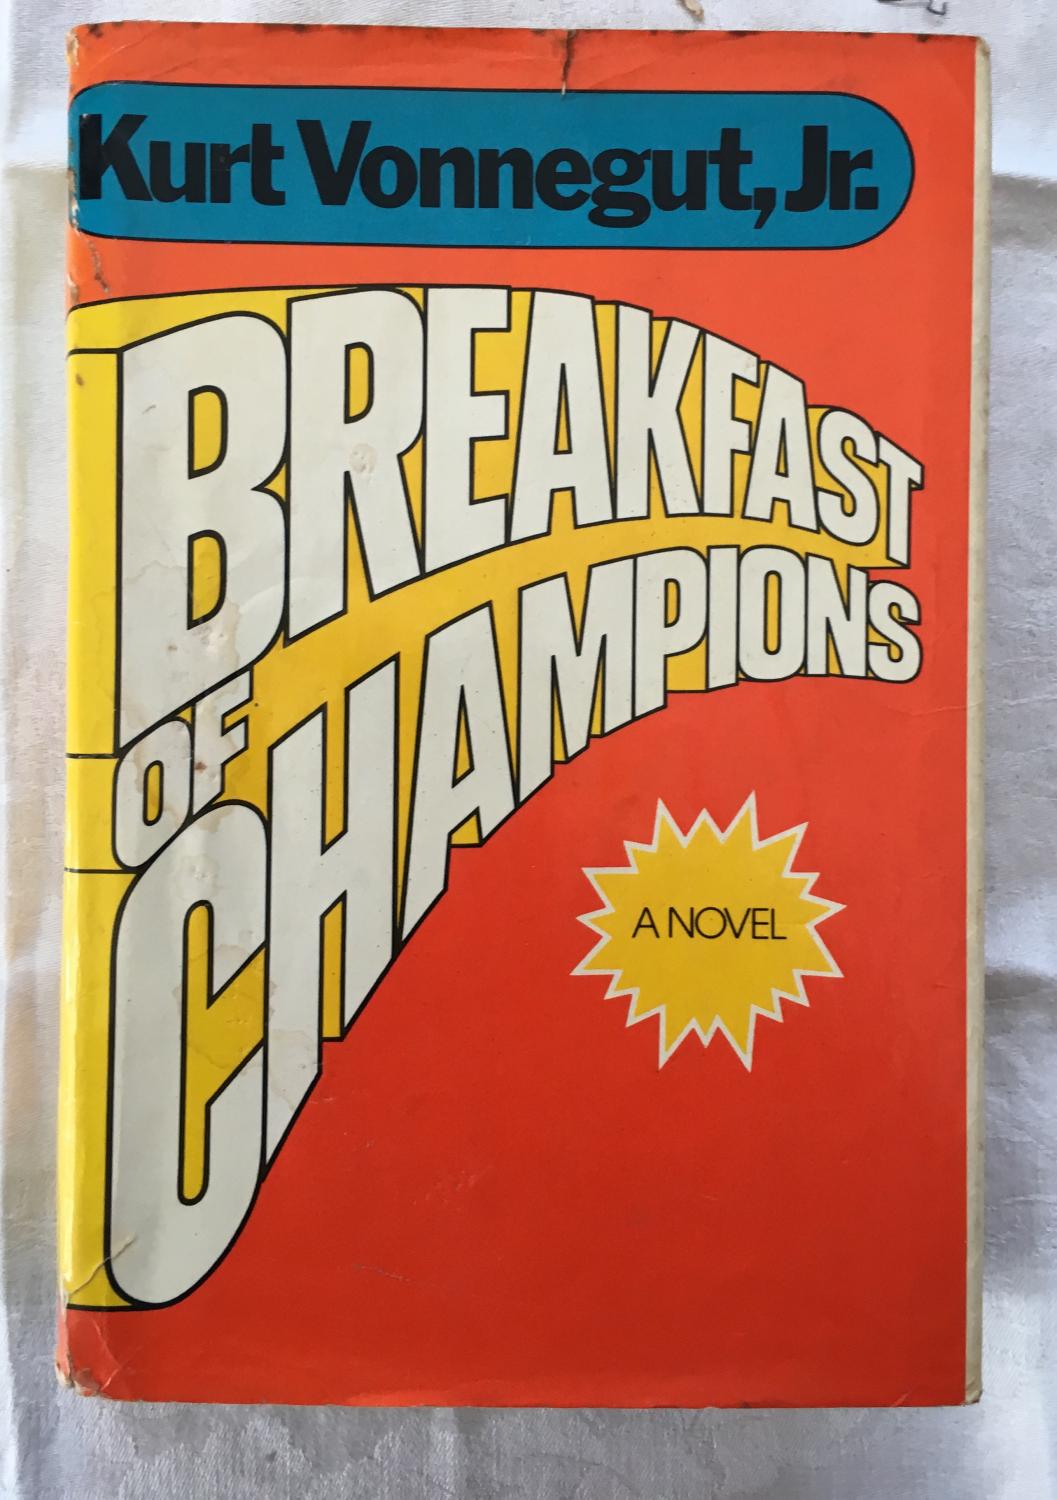 Kurt Vonnegut, Jr.
BREAKFAST
OF
CHAMPIONS
A NOVEL